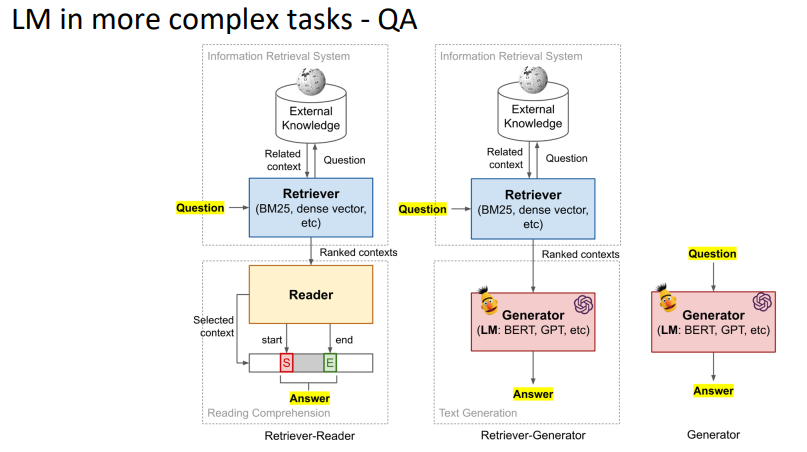 LM in more complex tasks - QA
Information Retrieval System
External
Knowledge
Related
context
Question
Question
Retriever
(BM25, dense vector,
etc)
Ranked contexts
Reader
Selected
context
start
end
S
E
Answer
Reading Comprehension
Retriever-Reader
Information Retrieval System
External
Knowledge
Related
context
Question
Question
Retriever
(BM25, dense vector,
etc)
Ranked contexts
Generator
(LM: BERT, GPT, etc)
Answer
Text Generation
Retriever-Generator
Question
Generator
(LM: BERT, GPT, etc)
Answer
Generator